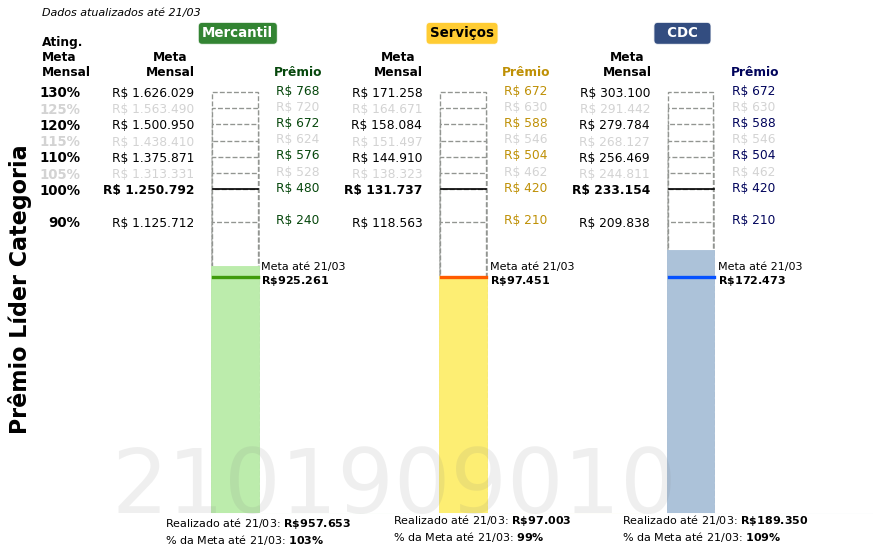 Dados atualizados até 21/03
Mercantil Serviços CDC
Ating. Meta Mensal
Meta Mensal Prêmio Meta Mensal Prêmio Meta Mensal Prêmio
130% R$ 1.626.029 R$ 768 R$ 171.258 R$ 672 R$ 303.100 R$ 672
125% R$ 1.563.490 R$ 720 R$ 164.671 R$ 630 R$ 291.442 R$ 630
120% R$ 1.500.950 R$ 672 R$ 158.084 R$ 588 R$ 279.784 R$ 588
115% R$ 1.438.410 R$ 624 R$ 151.497 R$ 546 R$ 268.127 R$ 546
110% R$ 1.375.871 R$ 576 R$ 144.910 R$ 504 R$ 256.469 R$ 504
105% R$ 1.313.331 R$ 528 R$ 138.323 R$ 462 R$ 244.811 R$ 462
100% R$ 1.250.792 R$ 480 R$ 131.737 R$ 420 R$ 233.154 R$ 420
90% R$ 1.125.712 R$ 240 R$ 118.563 R$ 210 R$ 209.838 R$ 210
Meta até 21/03 Meta até 21/03 Meta até 21/03
R$925.261 R$97.451 R$172.473
Prêmio Líder Categoria
2101909010
Realizado até 21/03: R$957.653 Realizado até 21/03: R$97.003 Realizado até 21/03: R$189.350
% da Meta até 21/03: 103% % da Meta até 21/03: 99% % da Meta até 21/03: 109%